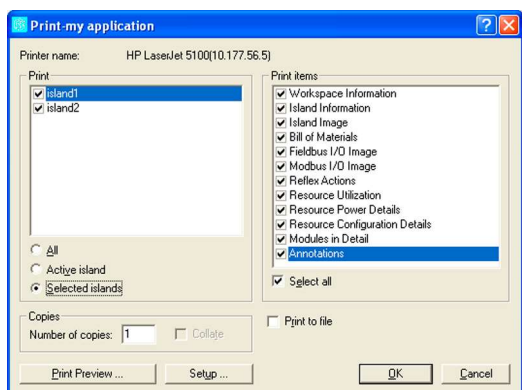 Print-my application
Printer name: HP LaserJet 5100(10.177.56.5)
Print
island1
island2
All
Active island
Selected islands
Print items
Workspace Information
Island Information
Island Image
Bill of Materials
Fieldbus I/O Image
Modbus I/O Image
Reflex Actions
Resource Utilization
Resource Power Details
Resource Configuration Details
Modules in Detail
Annotations
Select all
Copies
Number of copies: 1 Collate
Print to file
Print Preview ... Setup ... OK Cancel